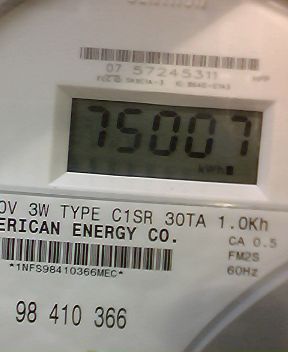 07 57245311
75007
kWh
0V 3W TYPE C1SR 30TA 1.0Kh
ERICAN ENERGY CO.
CA 0.5
FM2S
60Hz
*1NFS98410366MEC*
98 410 366